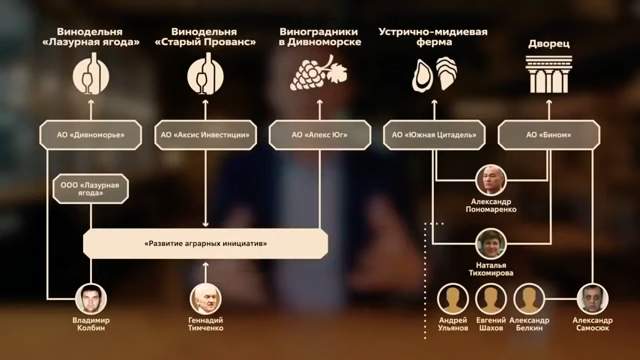 Винодельня
«Лазурная ягода»
Винодельня
«Старый Прованс»
Виноградники
в Дивноморске
Устрично-мидиевая
ферма
Дворец
АО «Дивноморье»
АО «Аксис Инвестиции»
АО «Апекс Юг»
АО «Южная Цитадель»
АО «Бином»
ООО «Лазурная
ягода»
Александр
Пономаренко
«Развитие аграрных инициатив»
Наталья
Тихомирова
Владимир
Колбин
Геннадий
Тимченко
Андрей
Ульянов
Евгений
Шахов
Александр
Белкин
Александр
Самосюк